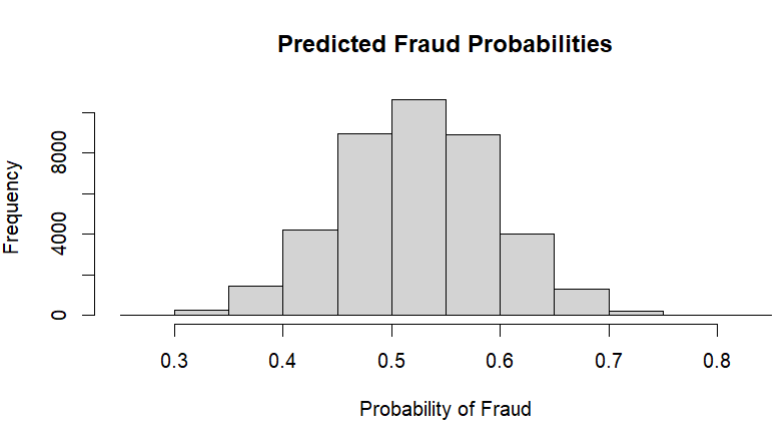 Predicted Fraud Probabilities
Frequency
8000
4000
0
0.3 0.4 0.5 0.6 0.7 0.8
Probability of Fraud